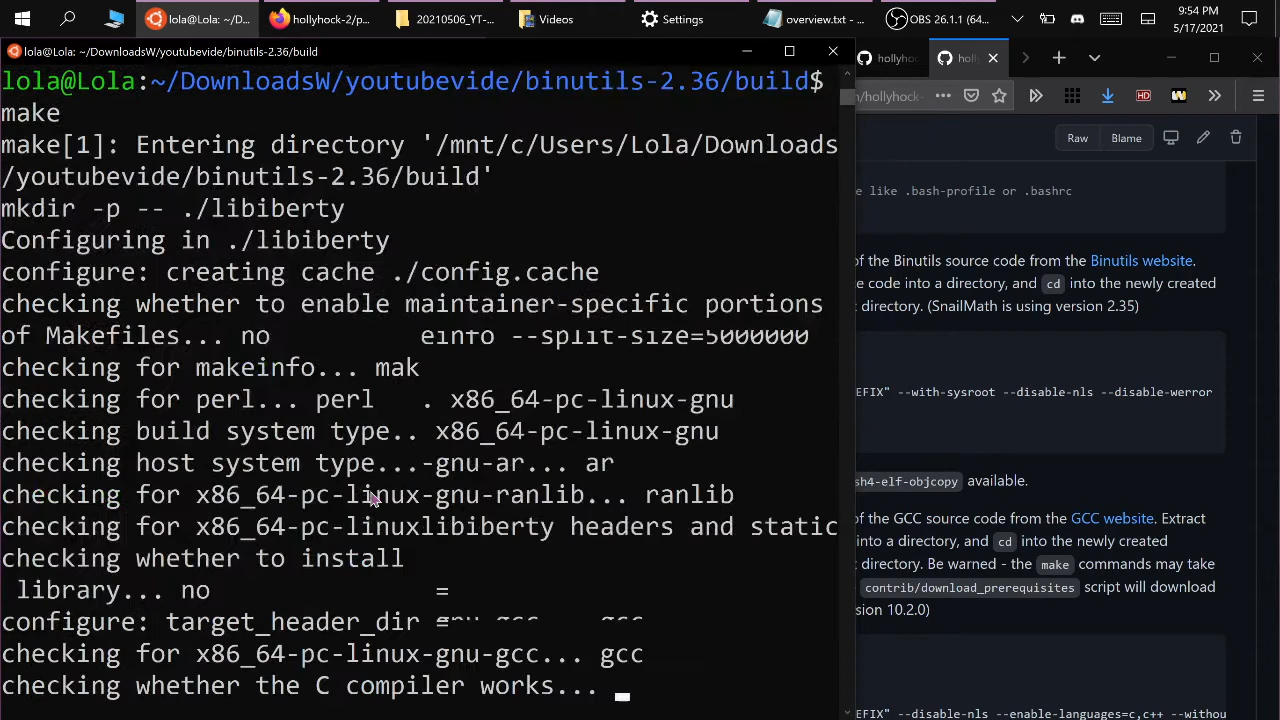 lola@Lola: ~/D...
hollyhock-2/p...
20210506_YT-...
Videos
Settings
overview.txt - ...
OBS 26.1.1 (64...
9:54 PM
5/17/2021
lola@Lola: ~/DownloadsW/youtubevide/binutils-2.36/build
lola@Lola:~/DownloadsW/youtubevide/binutils-2.36/build$
make
make[1]: Entering directory '/mnt/c/Users/Lola/Downloads
/youtubevide/binutils-2.36/build'
mkdir -p -- ./libiberty
Configuring in ./libiberty
configure: creating cache ./config.cache
checking whether to enable maintainer-specific portions
of Makefiles... no einfo --split-size=5000000
checking for makeinfo... mak
checking for perl... perl . x86_64-pc-linux-gnu
checking build system type.. x86_64-pc-linux-gnu
checking host system type...-gnu-ar... ar
checking for x86_64-pc-linux-gnu-ranlib... ranlib
checking for x86_64-pc-linuxlibiberty headers and static
checking whether to install
library... no =
configure: target_header_dir =gnu-gcc... gcc
checking for x86_64-pc-linux-gnu-gcc... gcc
checking whether the C compiler works...
hollyho
holly
n/hollyhock-
HD
Raw
Blame
e like .bash-profile or .bashrc
of the Binutils source code from the Binutils website.
e code into a directory, and cd into the newly created
t directory. (SnailMath is using version 2.35)
EFIX" --with-sysroot --disable-nls --disable-werror
sh4-elf-objcopy available.
of the GCC source code from the GCC website. Extract
into a directory, and cd into the newly created
t directory. Be warned - the make commands may take
contrib/download_prerequisites script will download
sion 10.2.0)
EFIX" --disable-nls --enable-languages=c,c++ --withou